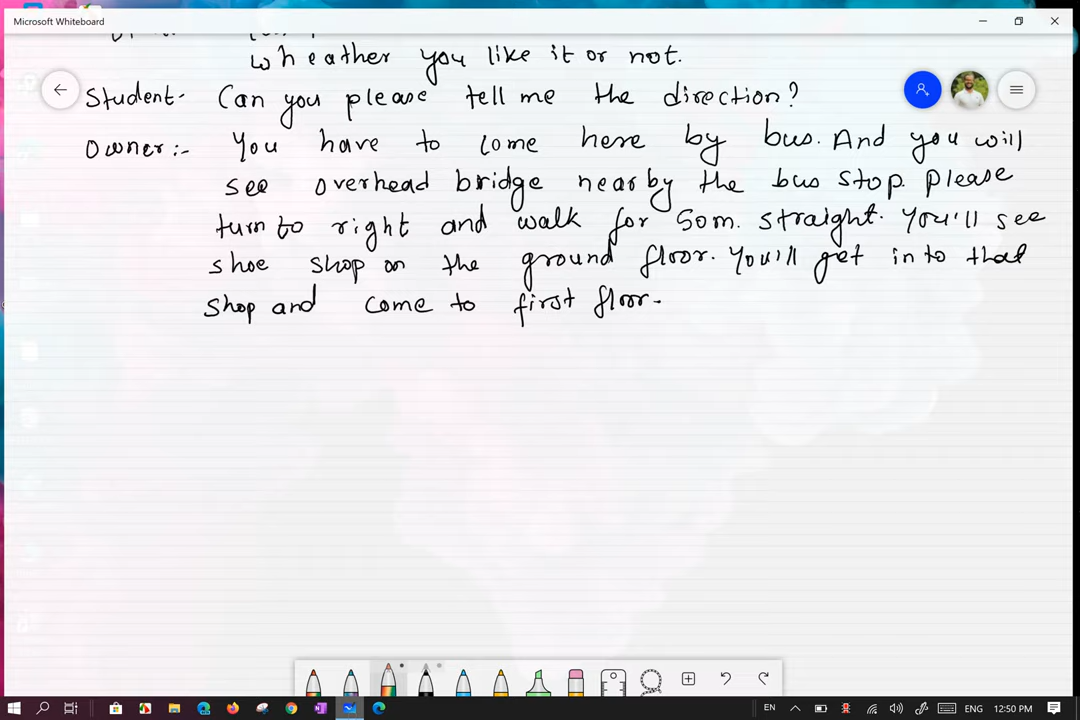 Microsoft Whiteboard
wheather you like it or not.
Student- Can you please tell me the direction?
Owner:- You have to come here by bus. And you will
see overhead bridge nearby the bus stop. Please
turn to right and walk for 50m. straight. You'll see
shoe shop on the ground floor. You'll get into that
shop and come to first floor-
EN ENG 12:50 PM